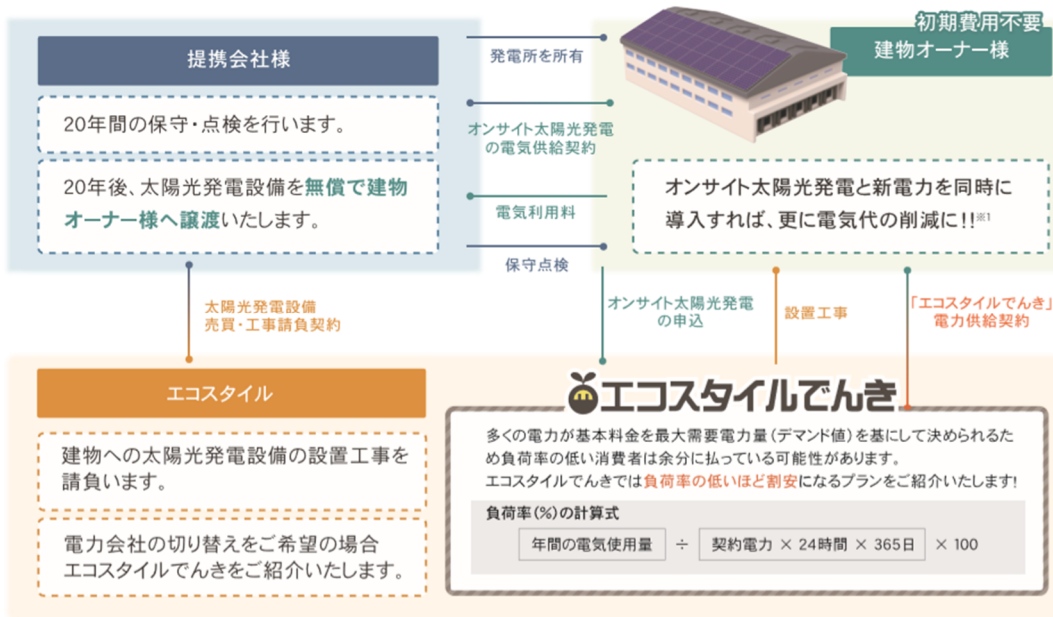 提携会社様
20年間の保守・点検を行います。
20年後、太陽光発電設備を無償で建物
オーナー様へ譲渡いたします。
発電所を所有
オンサイト太陽光発電
の電気供給契約
電気利用料
保守点検
初期費用不要
建物オーナー様
オンサイト太陽光発電と新電力を同時に
導入すれば、更に電気代の削減に!!※1
太陽光発電設備
売買・工事請負契約
オンサイト太陽光発電
の申込
設置工事
「エコスタイルでんき」
電力供給契約
エコスタイル
建物への太陽光発電設備の設置工事を
請負います。
電力会社の切り替えをご希望の場合
エコスタイルでんきをご紹介いたします。
エコスタイルでんき
多くの電力が基本料金を最大需要電力量(デマンド値)を基にして決められるた
め負荷率の低い消費者は余分に払っている可能性があります。
エコスタイルでんきでは負荷率の低いほど割安になるプランをご紹介いたします!
負荷率(%)の計算式
年間の電気使用量 ÷ 契約電力 × 24時間 × 365日 × 100